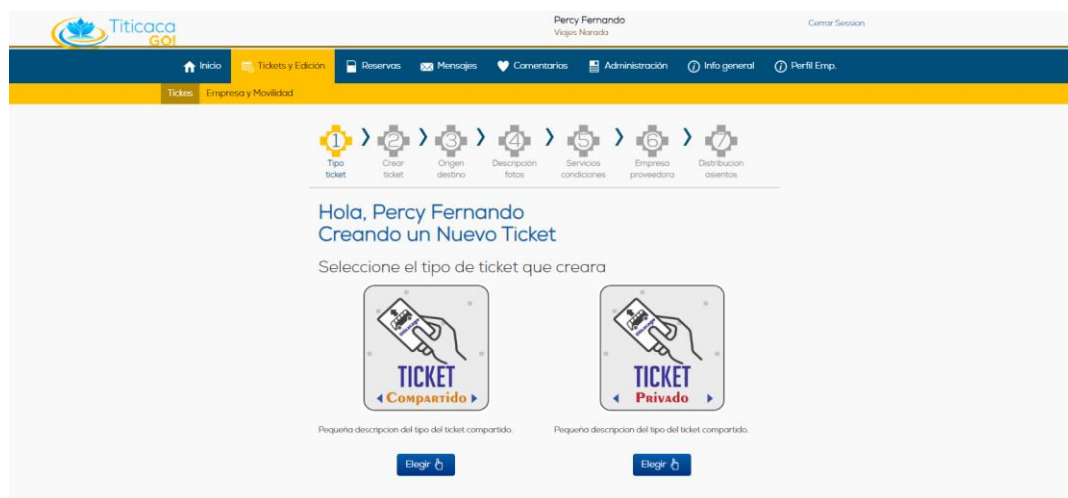 Titicaca
GO!
Percy Fernando
Viajes Narada
Cerrar Session
Inicio
Tickets y Edición
Reservas
Mensajes
Comentarios
Administración
Info general
Perfil Emp.
Tickes
Empresa y Movilidad
1
2
3
4
5
6
7
Tipo
ticket
Crear
ticket
Origen
destino
Descripción
fotos
Servicios
condiciones
Empresa
proveedora
Distribucion
asientos
Hola, Percy Fernando
Creando un Nuevo Ticket
Seleccione el tipo de ticket que creara
TICKET
Compartido
TICKET
Privado
Pequeña descripcion del tipo del ticket compartido.
Pequeña descripcion del tipo del ticket compartido.
Elegir
Elegir